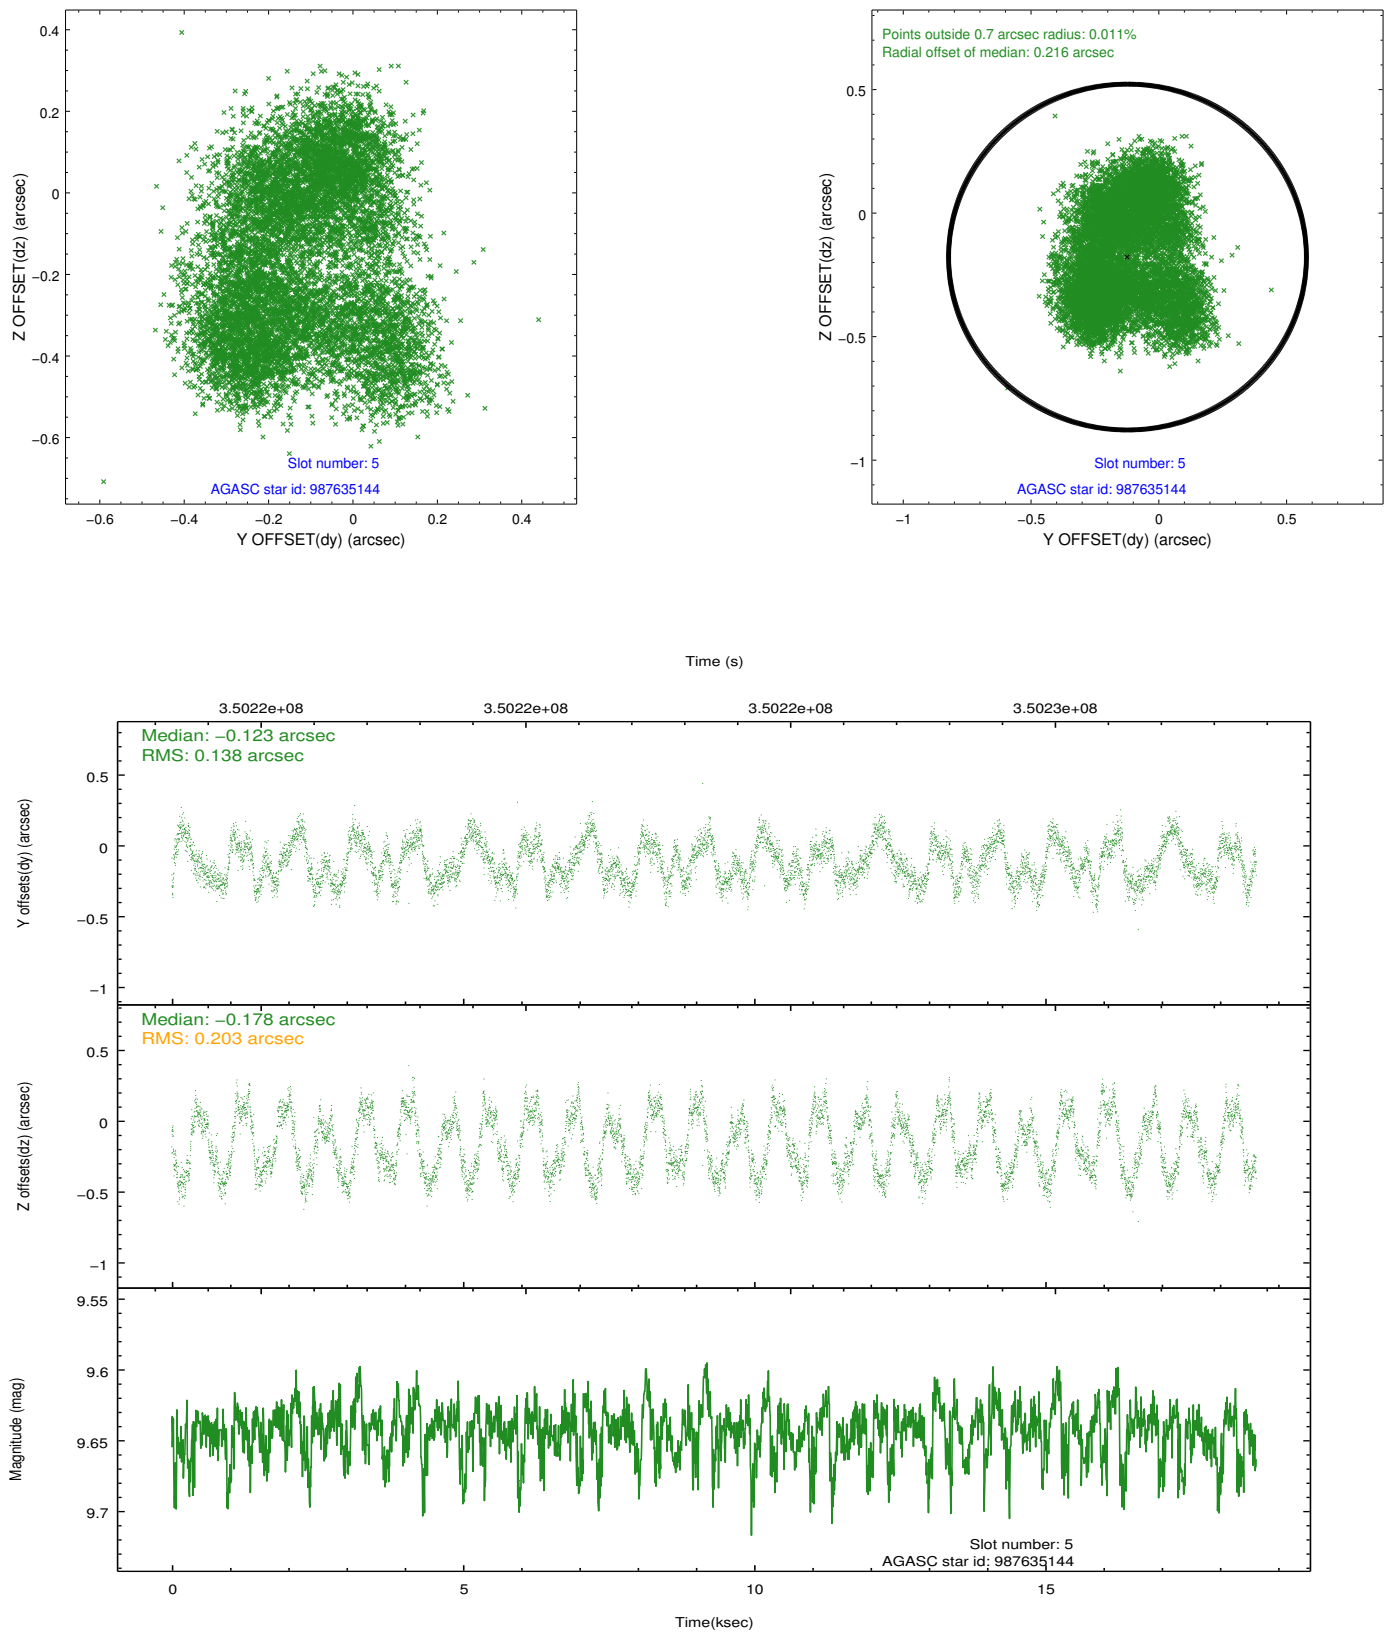 0.4
0.2
0
−0.2
−0.4
−0.6
Z OFFSET(dz) (arcsec)
Slot number: 5
AGASC star id: 987635144
−0.6
−0.4
−0.2
0
0.2
0.4
Y OFFSET(dy) (arcsec)
Points outside 0.7 arcsec radius: 0.011%
Radial offset of median: 0.216 arcsec
0.5
0
−0.5
−1
Z OFFSET(dz) (arcsec)
Slot number: 5
AGASC star id: 987635144
−1
−0.5
0
0.5
Y OFFSET(dy) (arcsec)
Time (s)
3.5022e+08
3.5022e+08
3.5022e+08
3.5023e+08
Median: −0.123 arcsec
RMS: 0.138 arcsec
0.5
0
−0.5
−1
Y offsets(dy) (arcsec)
Median: −0.178 arcsec
RMS: 0.203 arcsec
0.5
0
−0.5
−1
Z offsets(dz) (arcsec)
9.55
9.6
9.65
9.7
Magnitude (mag)
Slot number: 5
AGASC star id: 987635144
0
5
10
15
Time(ksec)